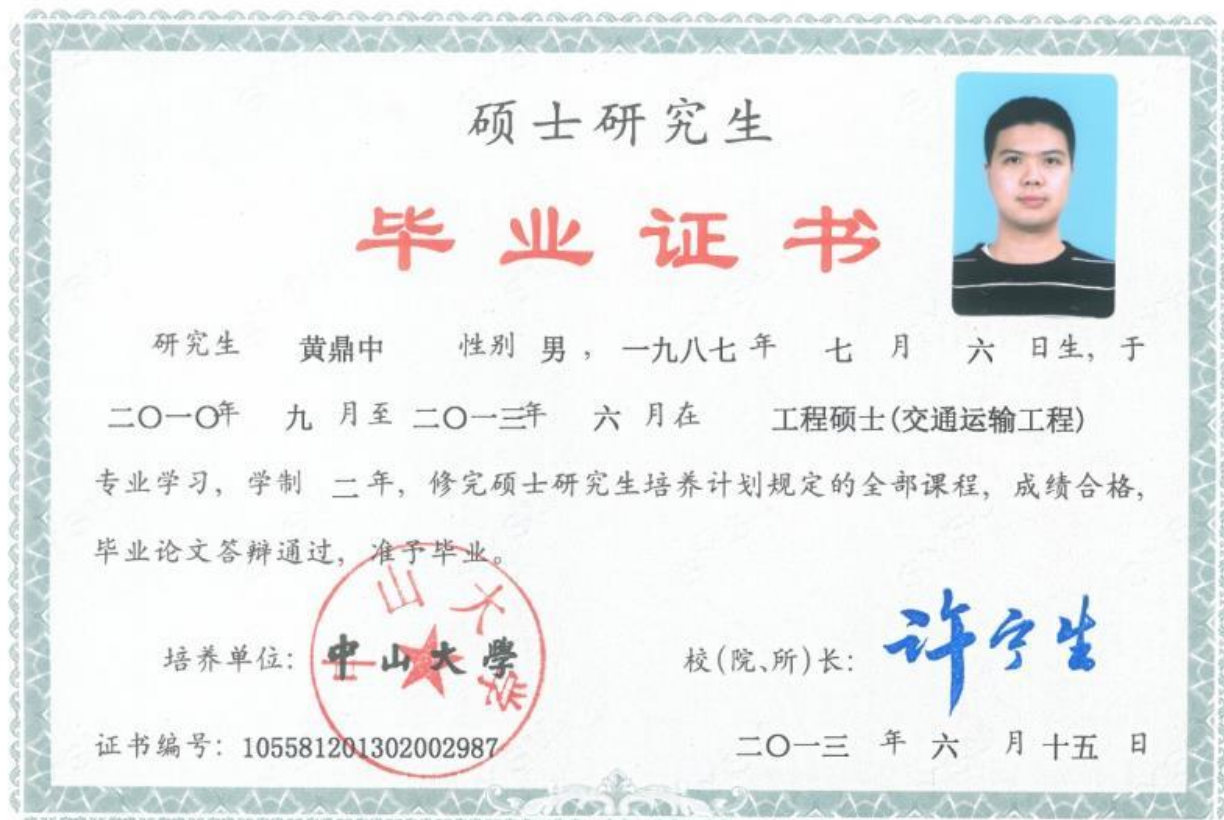 硕士研究生
毕业证书
研究生 黄鼎中 性别 男，一九八七年 七 月 六 日生，于
二〇一〇年 九 月至 二〇一三年 六 月在 工程硕士(交通运输工程)
专业学习，学制 二年，修完硕士研究生培养计划规定的全部课程，成绩合格，
毕业论文答辩通过，准予毕业。
中山大学
培养单位：中山大學 校(院、所)长：许宁生
证书编号：105581201302002987 二〇一三 年 六 月 十五 日